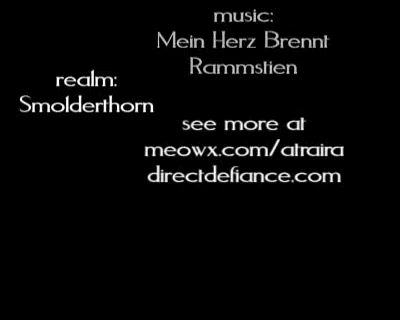 music:
Mein Herz Brennt
Rammstien
realm:
Smolderthorn
see more at
meowx.com/atraira
directdefiance.com